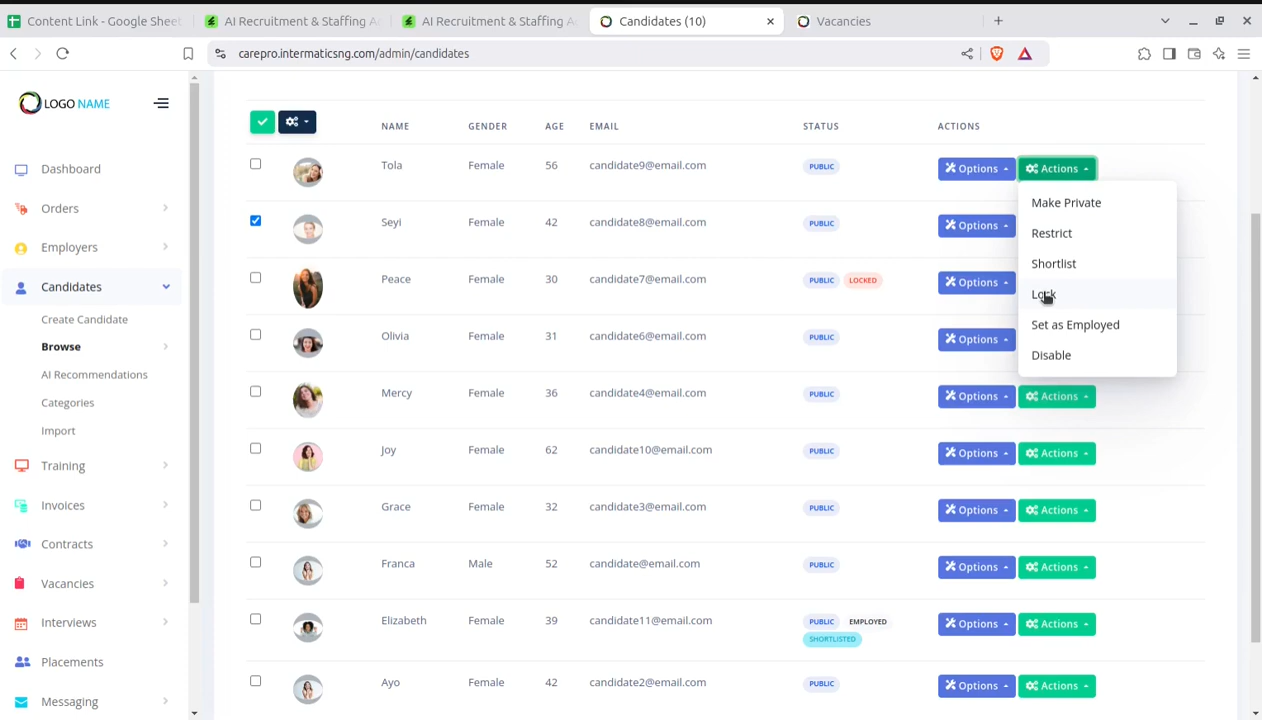 Content Link - Google Sheet
AI Recruitment & Staffing A
AI Recruitment & Staffing A
Candidates (10)
Vacancies
carepro.intermaticsng.com/admin/candidates
LOGO NAME
Dashboard
Orders
Employers
Candidates
Create Candidate
Browse
AI Recommendations
Categories
Import
Training
Invoices
Contracts
Vacancies
Interviews
Placements
Messaging
NAME GENDER AGE EMAIL STATUS ACTIONS
Tola Female 56 candidate9@email.com PUBLIC Options Actions
Seyi Female 42 candidate8@email.com PUBLIC Options
Peace Female 30 candidate7@email.com PUBLIC LOCKED Options
Olivia Female 31 candidate6@email.com PUBLIC Options
Mercy Female 36 candidate4@email.com PUBLIC Options Actions
Joy Female 62 candidate10@email.com PUBLIC Options Actions
Grace Female 32 candidate3@email.com PUBLIC Options Actions
Franca Male 52 candidate@email.com PUBLIC Options Actions
Elizabeth Female 39 candidate11@email.com PUBLIC EMPLOYED Options Actions
SHORTLISTED
Ayo Female 42 candidate2@email.com PUBLIC Options Actions
Make Private
Restrict
Shortlist
Lock
Set as Employed
Disable